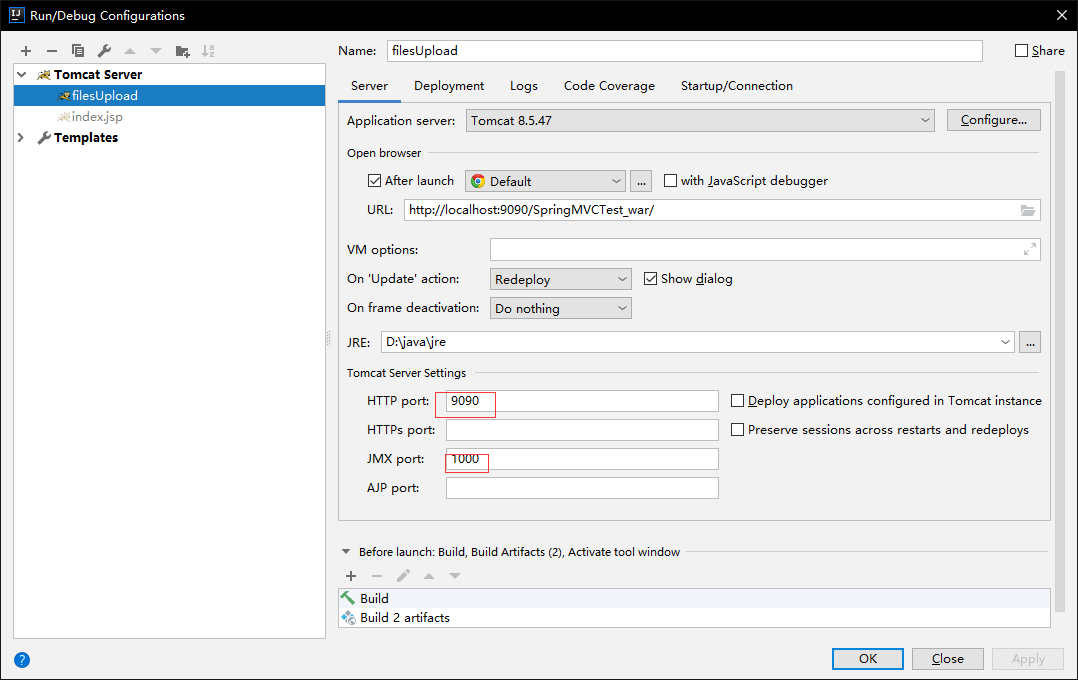 Run/Debug Configurations
Tomcat Server
filesUpload
index.jsp
Templates
Name: filesUpload Share
Server Deployment Logs Code Coverage Startup/Connection
Application server: Tomcat 8.5.47 Configure...
Open browser
After launch Default ... with JavaScript debugger
URL: http://localhost:9090/SpringMVCTest_war/
VM options:
On 'Update' action: Redeploy Show dialog
On frame deactivation: Do nothing
JRE: D:\java\jre ...
Tomcat Server Settings
HTTP port: 9090 Deploy applications configured in Tomcat instance
HTTPs port: Preserve sessions across restarts and redeploys
JMX port: 1000
AJP port:
Before launch: Build, Build Artifacts (2), Activate tool window
Build
Build 2 artifacts
? OK Close Apply